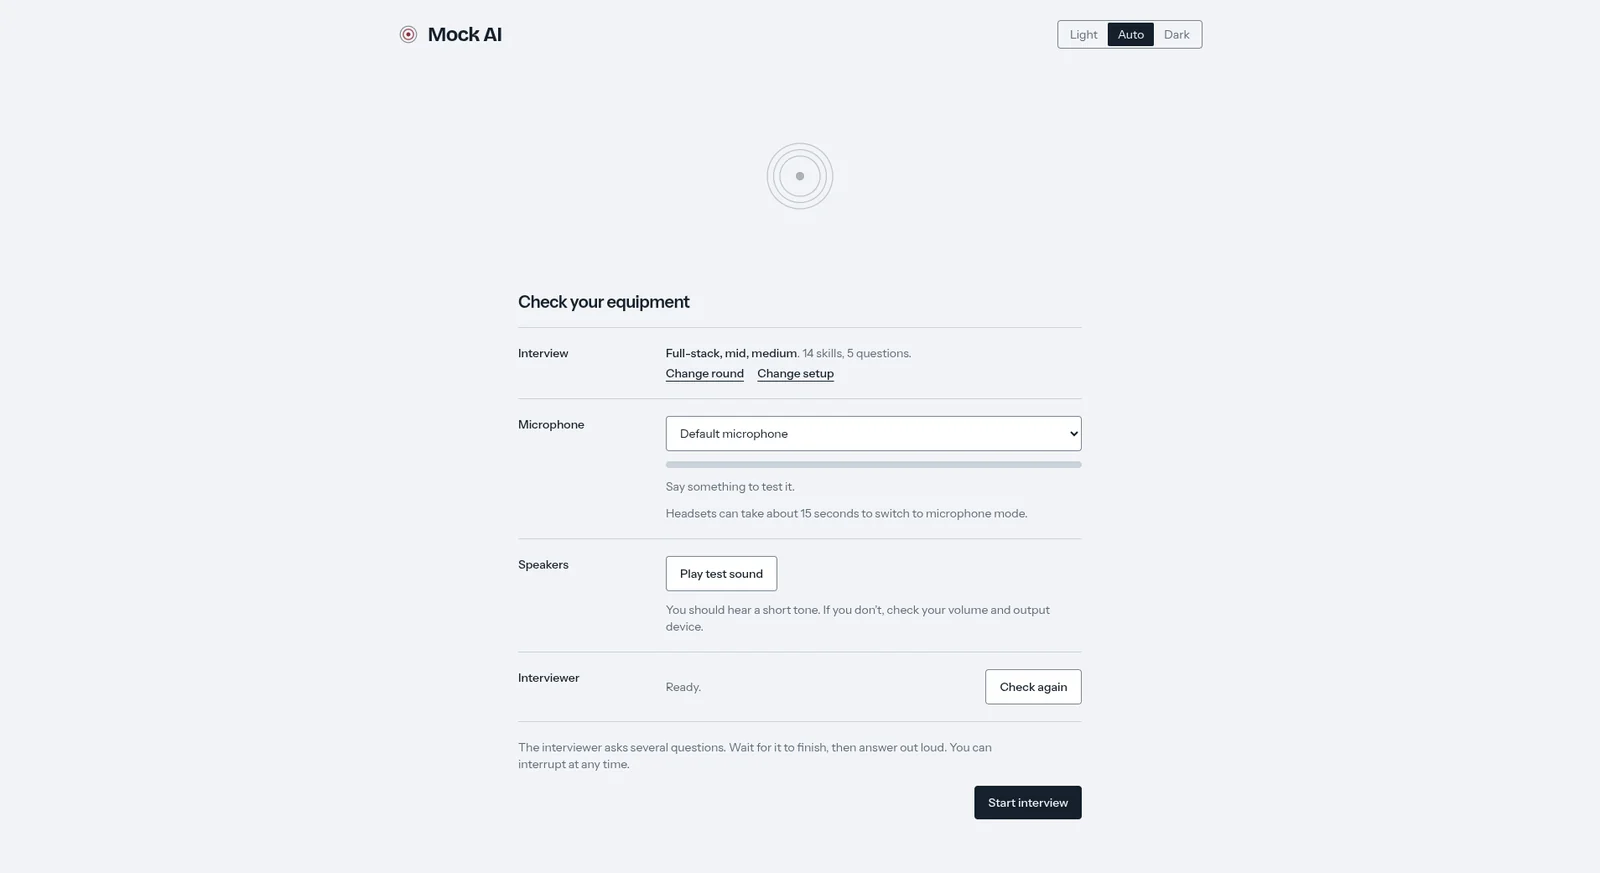 Mock AI
Light Auto Dark
Check your equipment
Interview
Full-stack, mid, medium. 14 skills, 5 questions.
Change round Change setup
Microphone
Default microphone
Say something to test it.
Headsets can take about 15 seconds to switch to microphone mode.
Speakers
Play test sound
You should hear a short tone. If you don't, check your volume and output
device.
Interviewer
Ready.
Check again
The interviewer asks several questions. Wait for it to finish, then answer out loud. You can
interrupt at any time.
Start interview